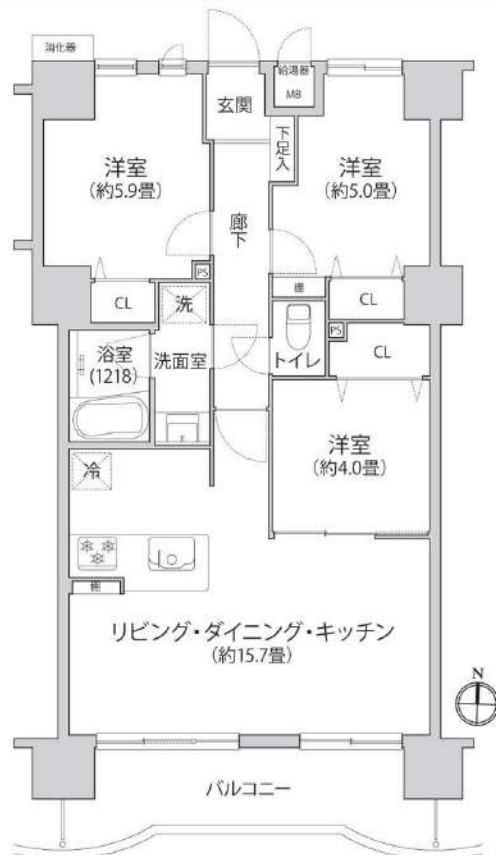 消化器
給湯器
MB
玄関
下足入
洋室
(約5.9畳)
洋室
(約5.0畳)
廊下
PS
棚
CL
洗
CL
PS
CL
浴室
(1218)
洗面室
トイレ
洋室
(約4.0畳)
冷
棚
リビング・ダイニング・キッチン
(約15.7畳)
N
バルコニー